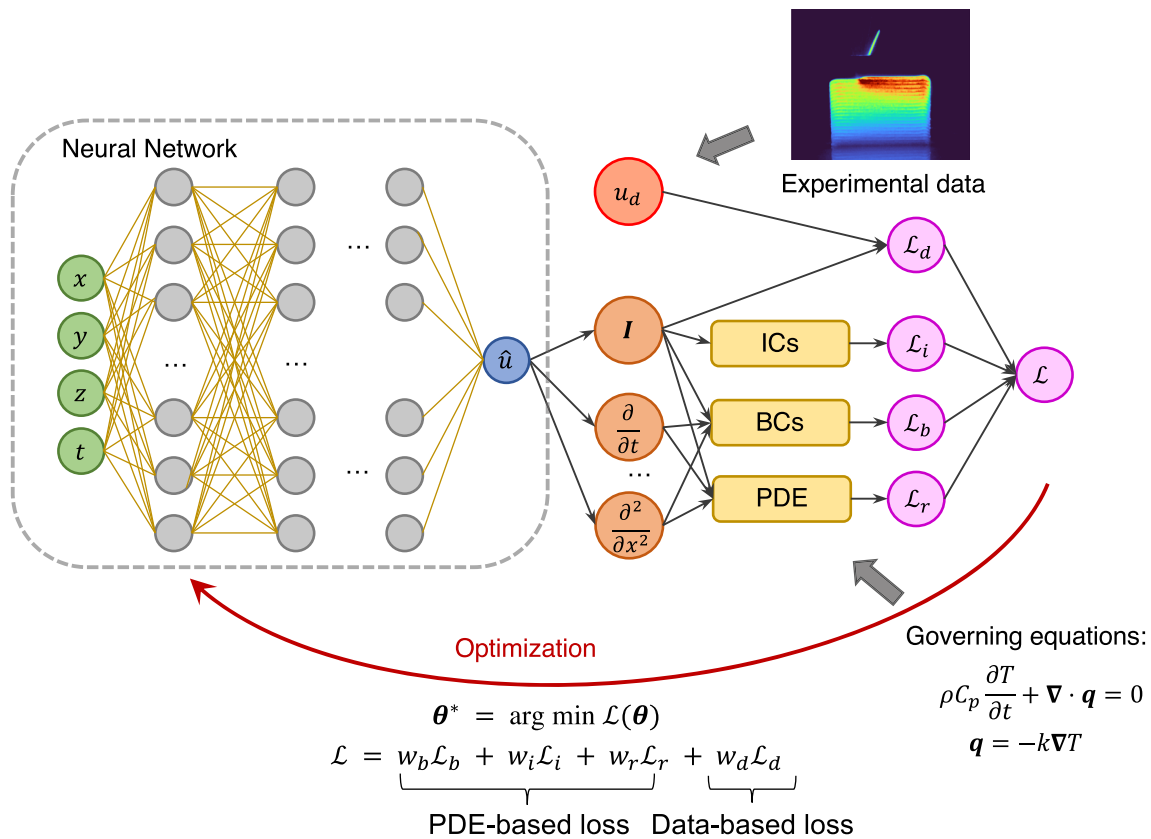 Neural Network
x
y
z
t
...
...
...
...
û
Experimental data
u_d
I
∂/∂t
...
∂²/∂x²
ICs
BCs
PDE
ℒ_d
ℒ_i
ℒ_b
ℒ_r
ℒ
Optimization
Governing equations:
ρC_p ∂T/∂t + ∇ · q = 0
q = −k∇T
θ* = arg min ℒ(θ)
ℒ = w_bℒ_b + w_iℒ_i + w_rℒ_r + w_dℒ_d
PDE-based loss Data-based loss